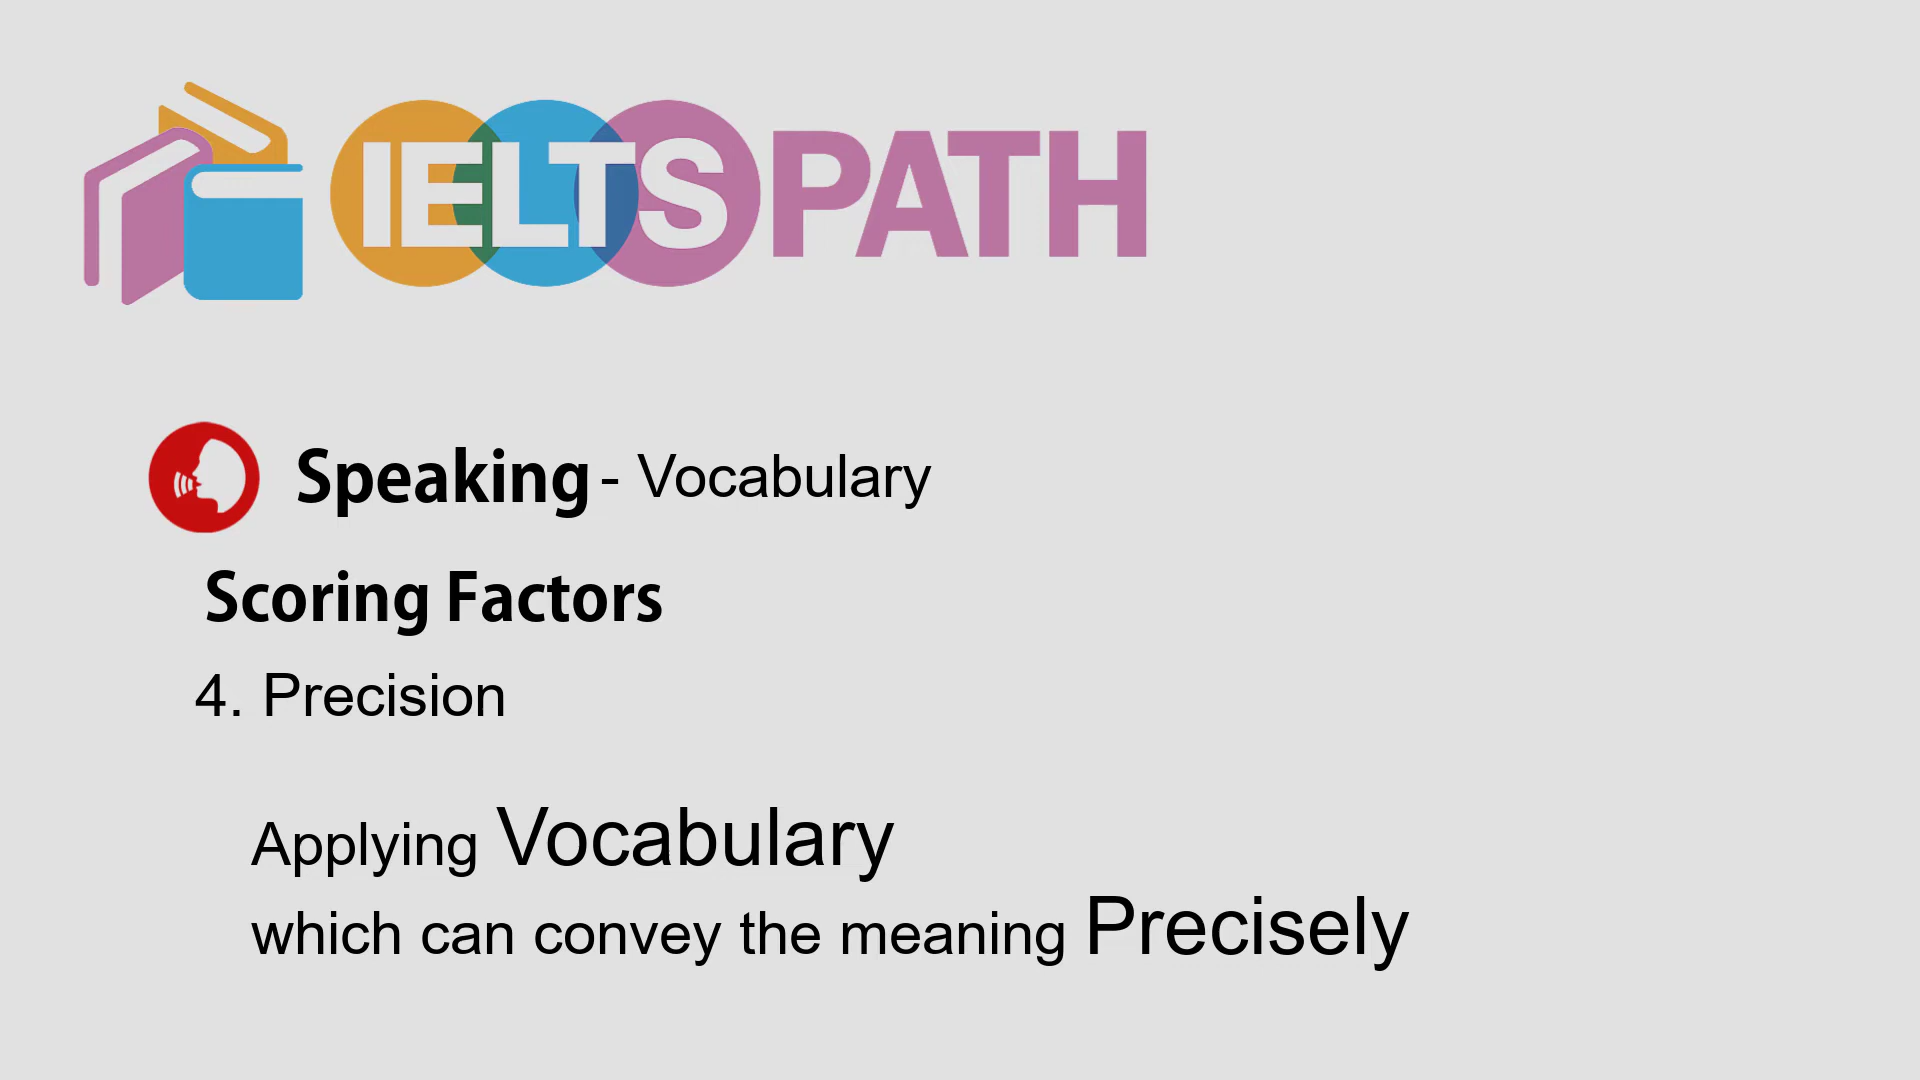 IELTSPATH
Speaking - Vocabulary
Scoring Factors
4. Precision
Applying Vocabulary
which can convey the meaning Precisely